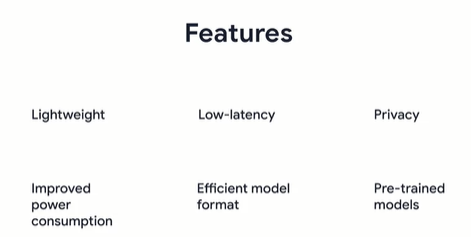 Features
Lightweight
Low-latency
Privacy
Improved
power
consumption
Efficient model
format
Pre-trained
models